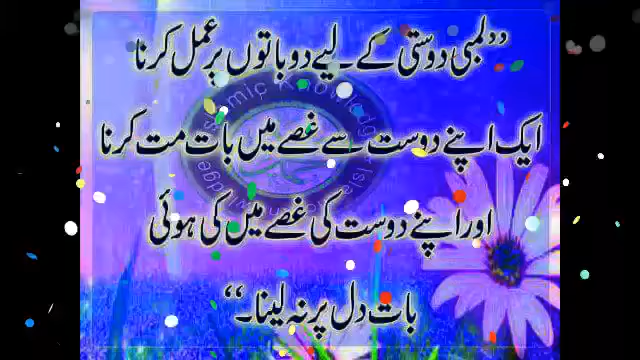 ’’لمبی دوستی کے۔لیے دو باتوں پر عمل کرنا
ایک اپنے دوست سے غصے میں بات مت کرنا
اور اپنے دوست کی غصے میں کی ہوئی
بات دل پر نہ لینا۔‘‘